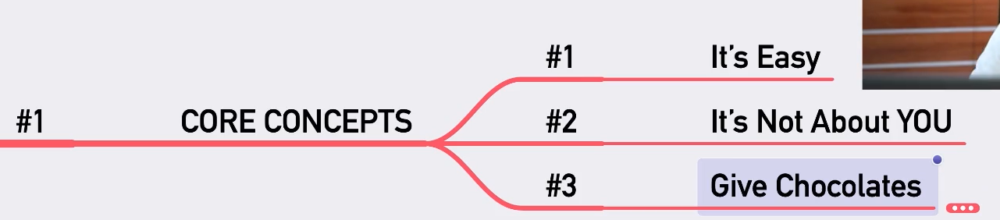 #1 It's Easy
#1 CORE CONCEPTS #2 It's Not About YOU
#3 Give Chocolates